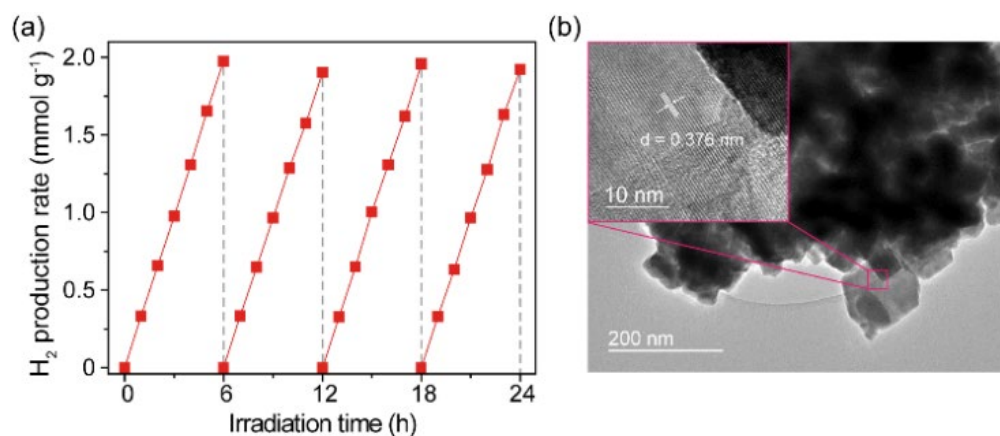 (a)
H₂ production rate (mmol g⁻¹)
2.0
1.5
1.0
0.5
0
0 6 12 18 24
Irradiation time (h)
(b)
d = 0.376 nm
10 nm
200 nm